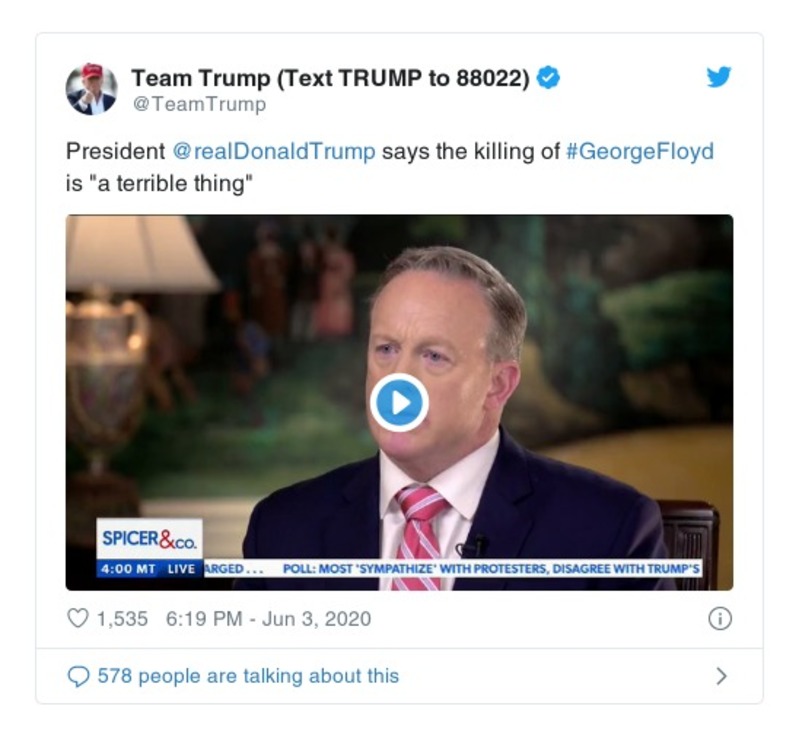 Team Trump (Text TRUMP to 88022)
@TeamTrump
President @realDonaldTrump says the killing of #GeorgeFloyd
is "a terrible thing"
SPICER&CO.
4:00 MT LIVE ARGED... POLL: MOST 'SYMPATHIZE' WITH PROTESTERS, DISAGREE WITH TRUMP'S
1,535 6:19 PM - Jun 3, 2020
578 people are talking about this